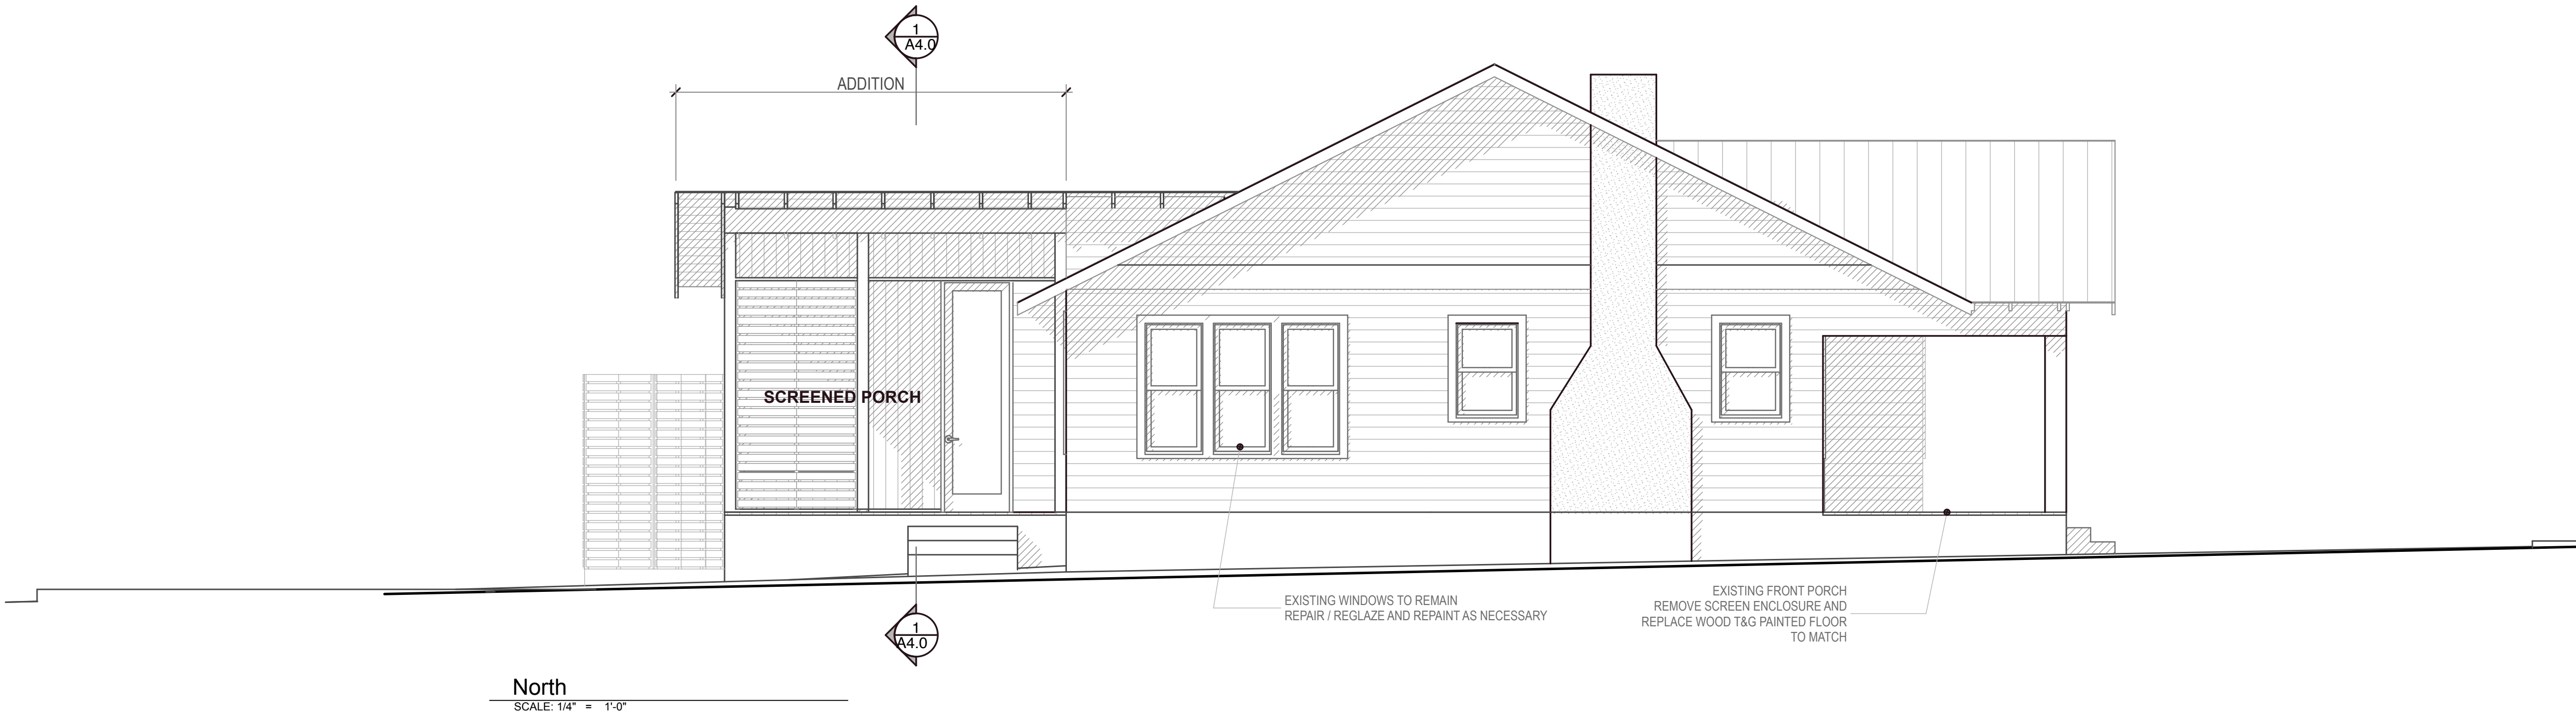 1
A4.0
ADDITION
SCREENED PORCH
EXISTING WINDOWS TO REMAIN
REPAIR / REGLAZE AND REPAINT AS NECESSARY
EXISTING FRONT PORCH
REMOVE SCREEN ENCLOSURE AND
REPLACE WOOD T&G PAINTED FLOOR
TO MATCH
1
A4.0
North
SCALE: 1/4" = 1'-0"